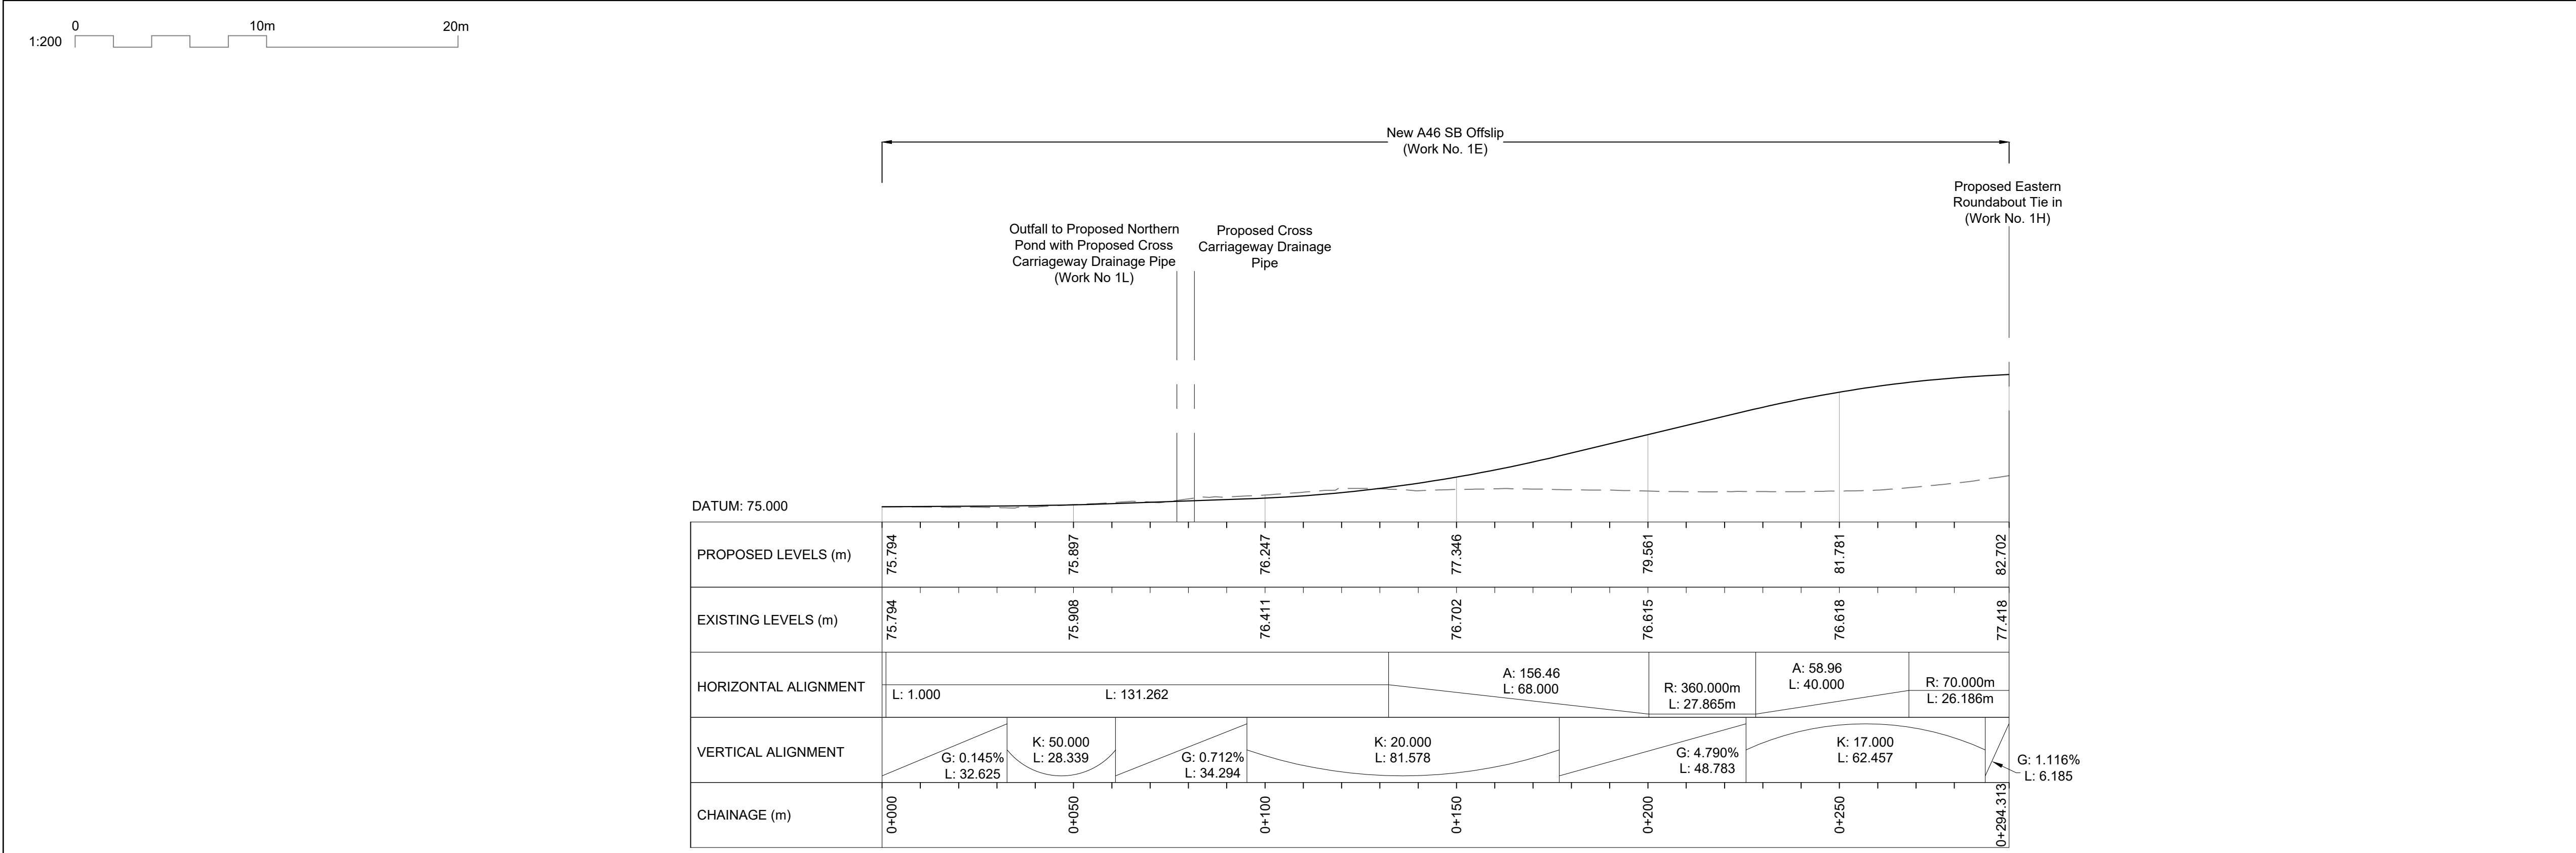 0 10m 20m
1:200
New A46 SB Offslip
(Work No. 1E)
Proposed Eastern
Roundabout Tie in
(Work No. 1H)
Outfall to Proposed Northern
Pond with Proposed Cross
Carriageway Drainage Pipe
(Work No 1L)
Proposed Cross
Carriageway Drainage
Pipe
DATUM: 75.000
PROPOSED LEVELS (m) 75.794 75.897 76.247 77.346 79.561 81.781 82.702
EXISTING LEVELS (m) 75.794 75.908 76.411 76.702 76.615 76.618 77.418
HORIZONTAL ALIGNMENT
L: 1.000
L: 131.262
A: 156.46
L: 68.000
R: 360.000m
L: 27.865m
A: 58.96
L: 40.000
R: 70.000m
L: 26.186m
VERTICAL ALIGNMENT
G: 0.145%
L: 32.625
K: 50.000
L: 28.339
G: 0.712%
L: 34.294
K: 20.000
L: 81.578
G: 4.790%
L: 48.783
K: 17.000
L: 62.457
G: 1.116%
L: 6.185
CHAINAGE (m) 0+000 0+050 0+100 0+150 0+200 0+250 0+294.313